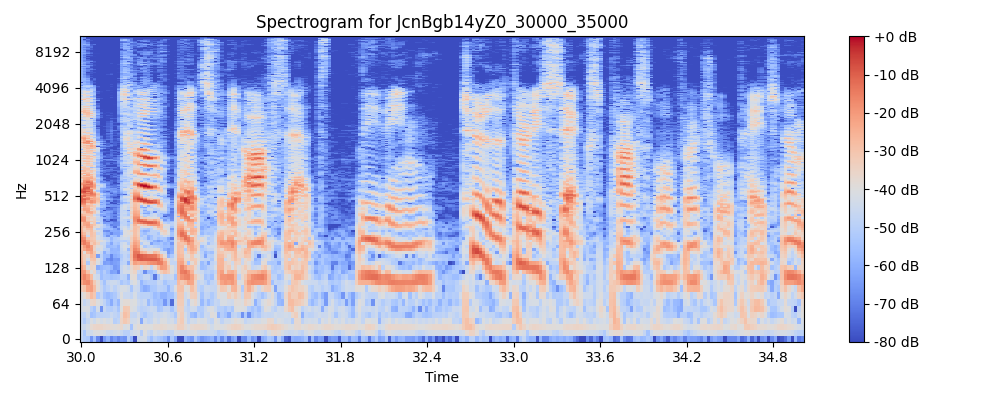 Spectrogram for JcnBgb14yZ0_30000_35000
8192
4096
2048
1024
512
256
128
64
0
Hz
30.0 30.6 31.2 31.8 32.4 33.0 33.6 34.2 34.8
Time
+0 dB
-10 dB
-20 dB
-30 dB
-40 dB
-50 dB
-60 dB
-70 dB
-80 dB